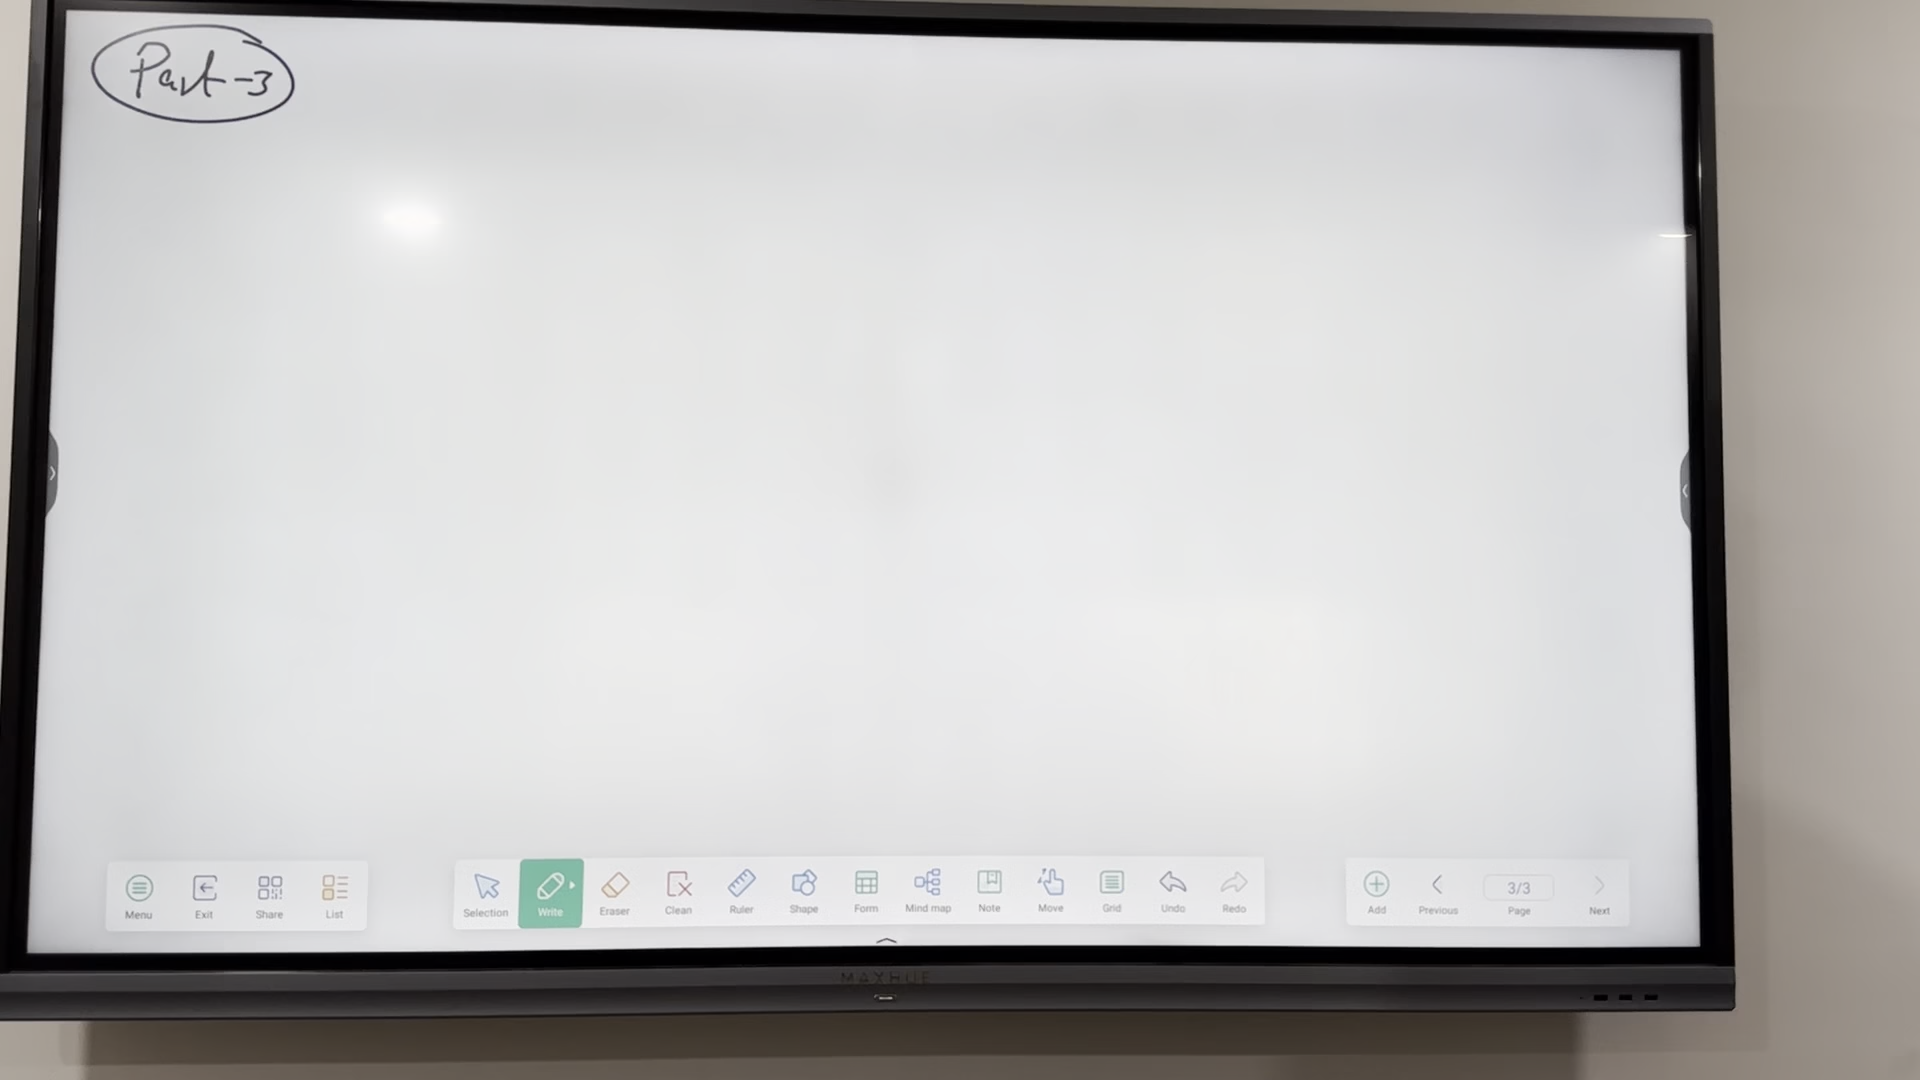 Part-3
Menu Exit Share List
Selection Write Eraser Clean Ruler Shape Form Mind map Note Move Grid Undo Redo
Add Previous 3/3 Page Next
MAXHUB